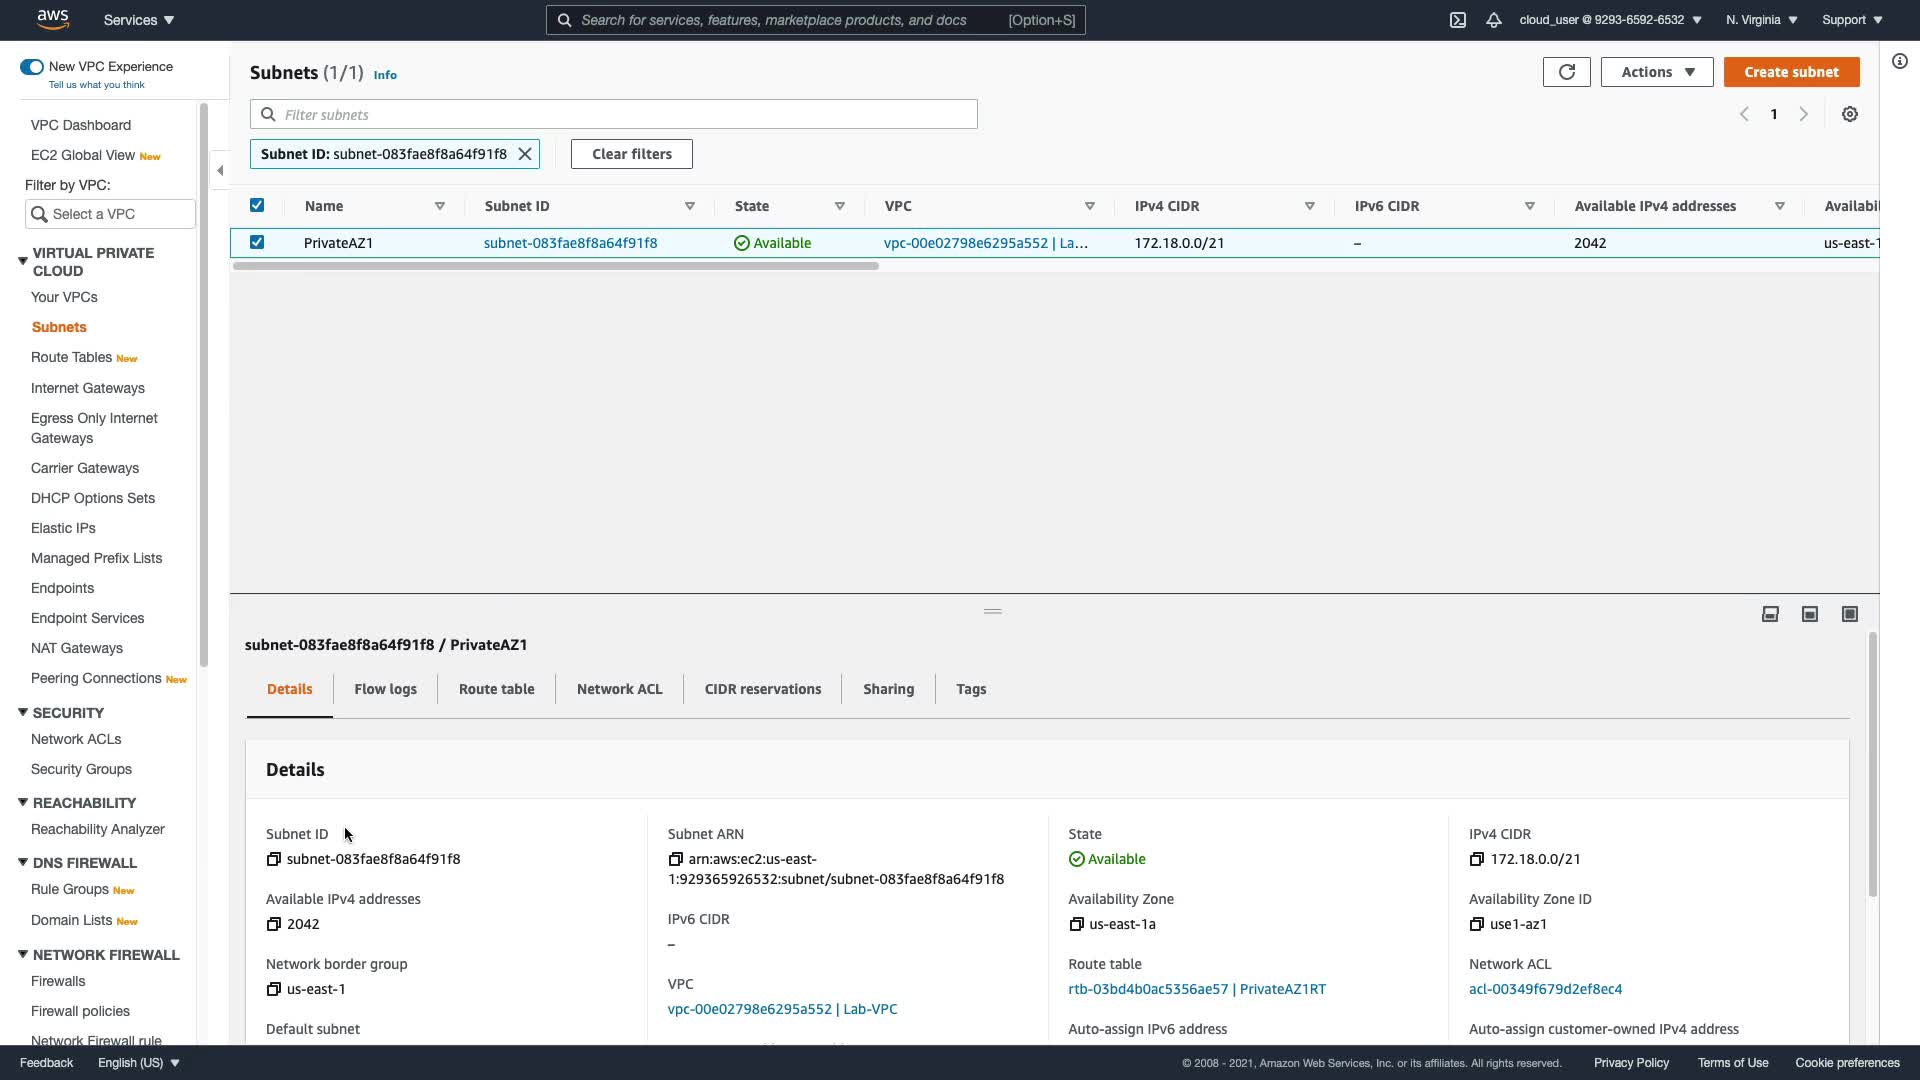 aws
Services
Search for services, features, marketplace products, and docs
[Option+S]
cloud_user @ 9293-6592-6532
N. Virginia
Support
New VPC Experience
Tell us what you think
VPC Dashboard
EC2 Global View New
Filter by VPC:
Select a VPC
VIRTUAL PRIVATE
CLOUD
Your VPCs
Subnets
Route Tables New
Internet Gateways
Egress Only Internet
Gateways
Carrier Gateways
DHCP Options Sets
Elastic IPs
Managed Prefix Lists
Endpoints
Endpoint Services
NAT Gateways
Peering Connections New
SECURITY
Network ACLs
Security Groups
REACHABILITY
Reachability Analyzer
DNS FIREWALL
Rule Groups New
Domain Lists New
NETWORK FIREWALL
Firewalls
Firewall policies
Network Firewall rule
Subnets (1/1) Info
Actions
Create subnet
Filter subnets
1
Subnet ID: subnet-083fae8f8a64f91f8
Clear filters
Name
Subnet ID
State
VPC
IPv4 CIDR
IPv6 CIDR
Available IPv4 addresses
Availabil
PrivateAZ1
subnet-083fae8f8a64f91f8
Available
vpc-00e02798e6295a552 | La...
172.18.0.0/21
–
2042
us-east-1
subnet-083fae8f8a64f91f8 / PrivateAZ1
Details
Flow logs
Route table
Network ACL
CIDR reservations
Sharing
Tags
Details
Subnet ID
subnet-083fae8f8a64f91f8
Available IPv4 addresses
2042
Network border group
us-east-1
Default subnet
Subnet ARN
arn:aws:ec2:us-east-
1:929365926532:subnet/subnet-083fae8f8a64f91f8
IPv6 CIDR
–
VPC
vpc-00e02798e6295a552 | Lab-VPC
State
Available
Availability Zone
us-east-1a
Route table
rtb-03bd4b0ac5356ae57 | PrivateAZ1RT
Auto-assign IPv6 address
IPv4 CIDR
172.18.0.0/21
Availability Zone ID
use1-az1
Network ACL
acl-00349f679d2ef8ec4
Auto-assign customer-owned IPv4 address
Feedback
English (US)
© 2008 - 2021, Amazon Web Services, Inc. or its affiliates. All rights reserved.
Privacy Policy
Terms of Use
Cookie preferences